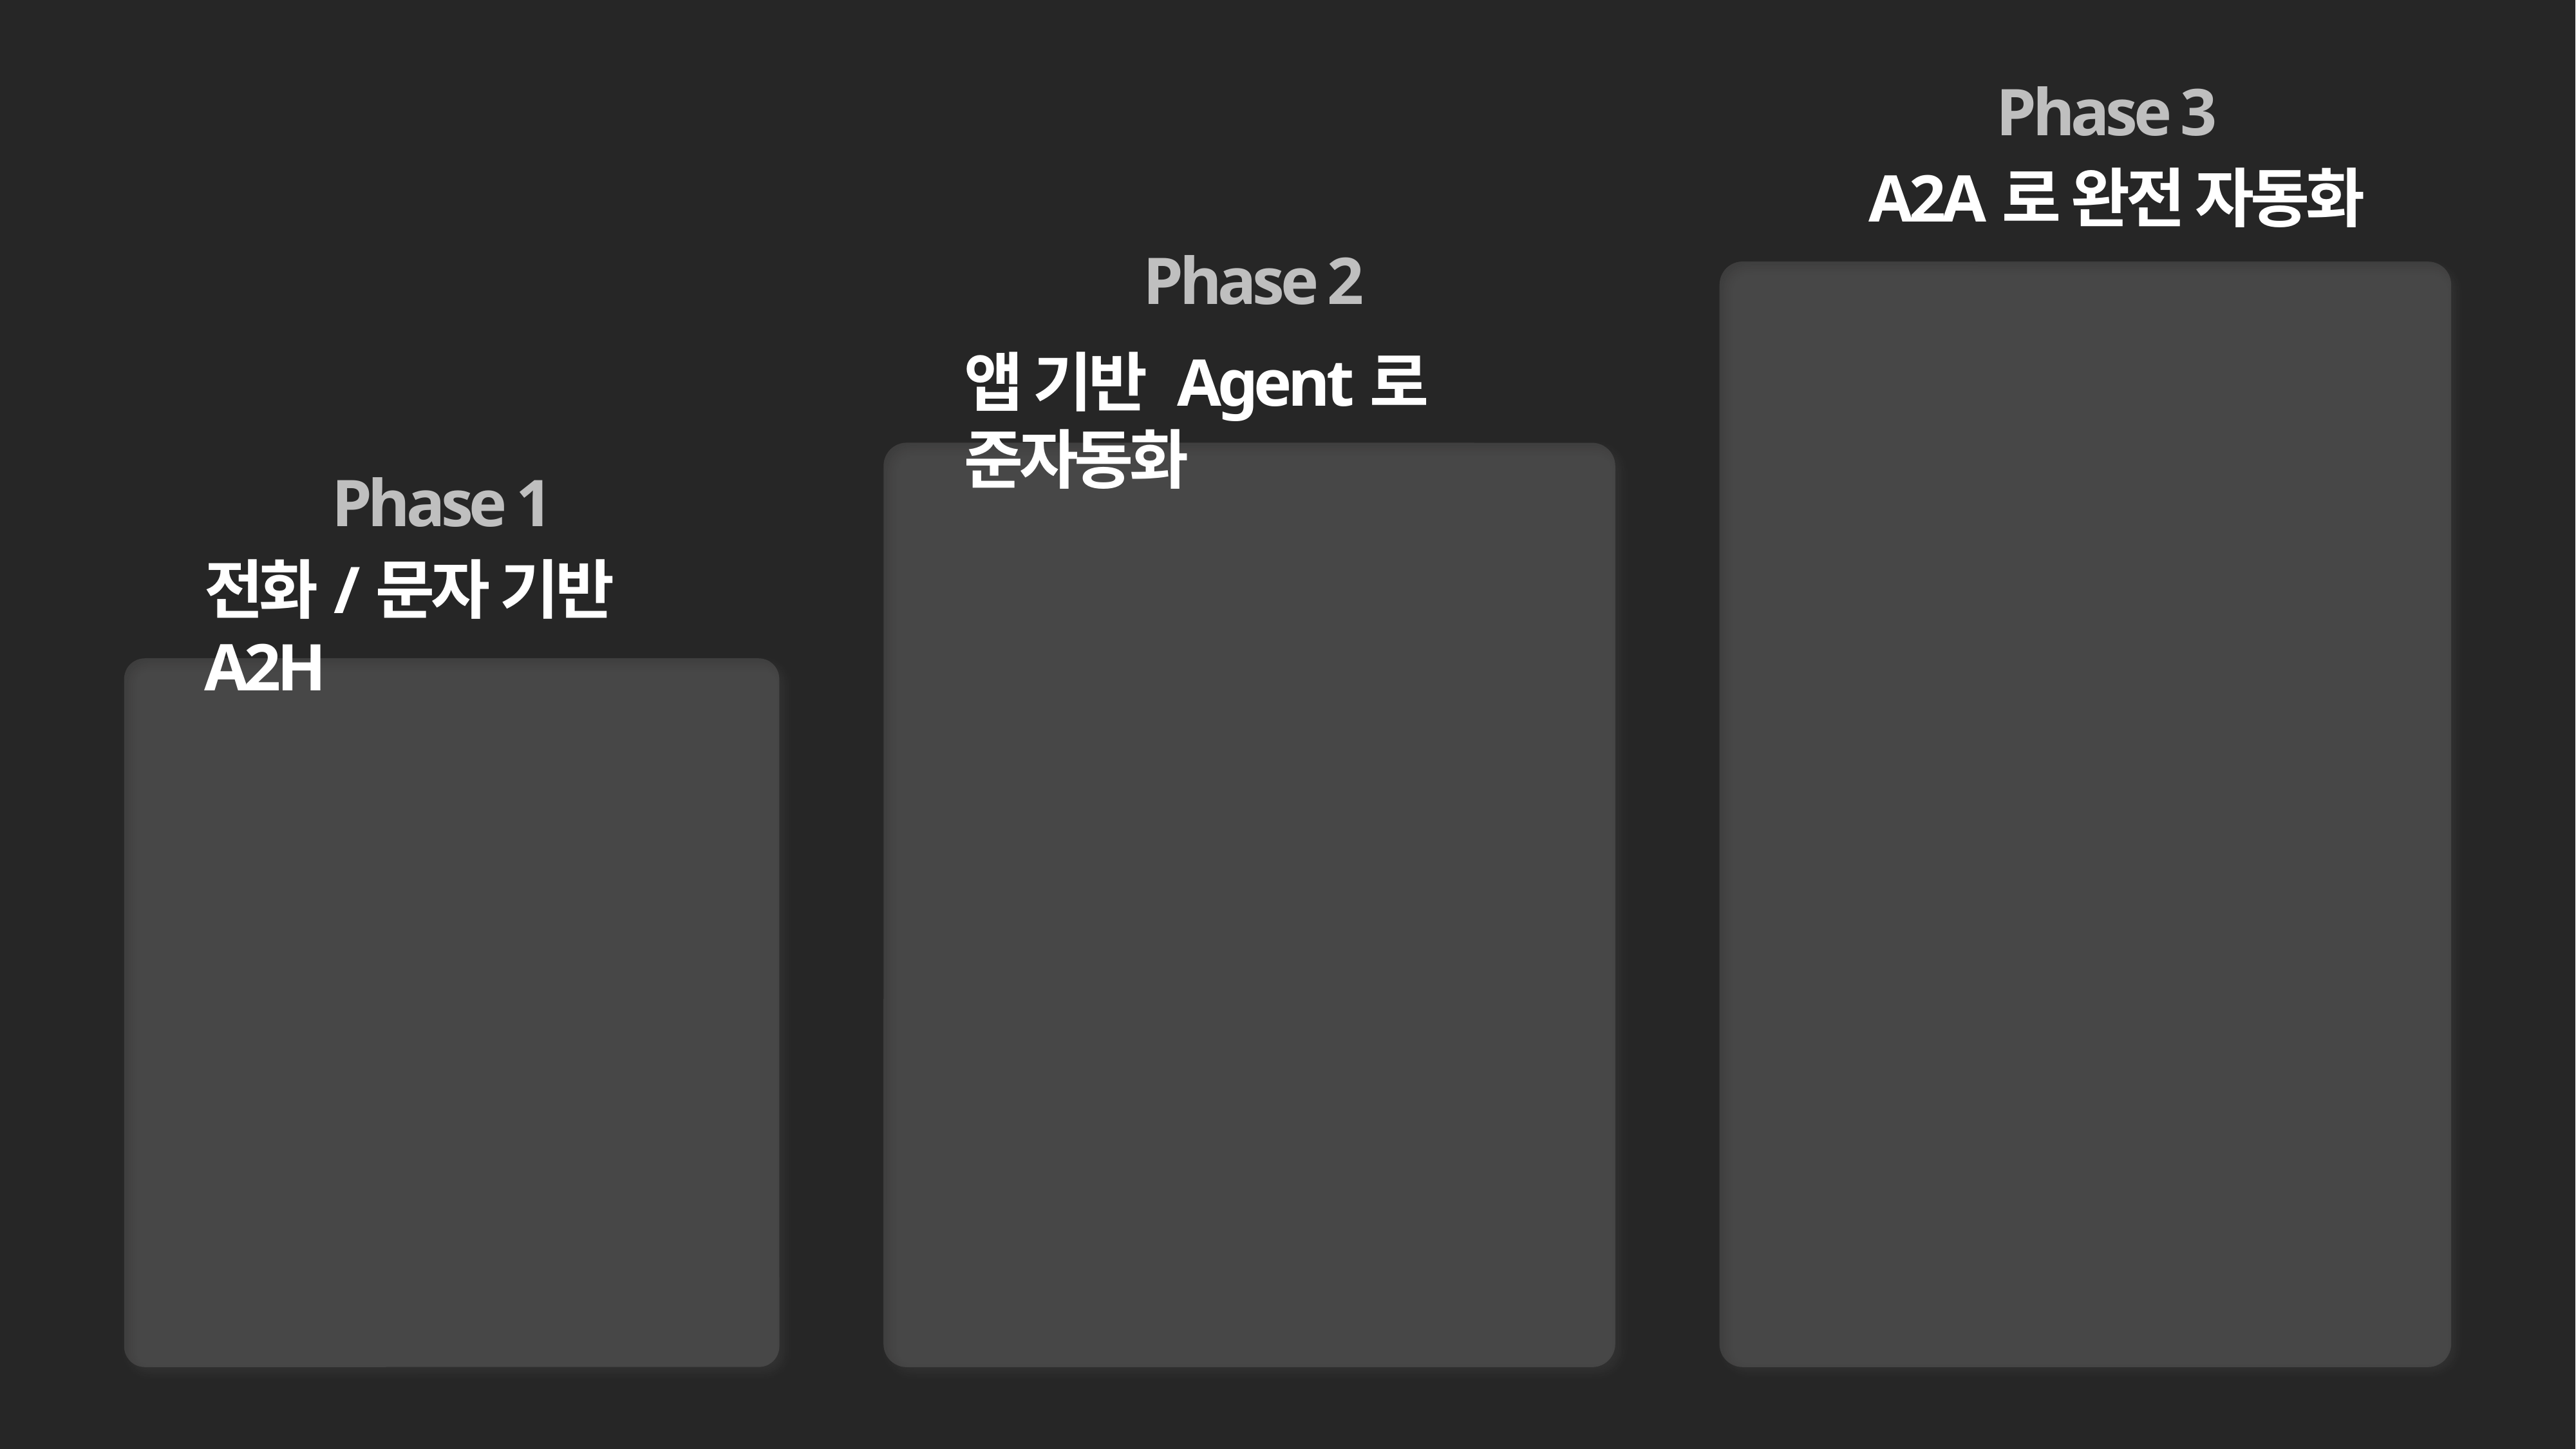 Phase 1
전화 / 문자 기반
A2H
Phase 2
앱 기반 Agent 로
준자동화
Phase 3
A2A 로 완전 자동화